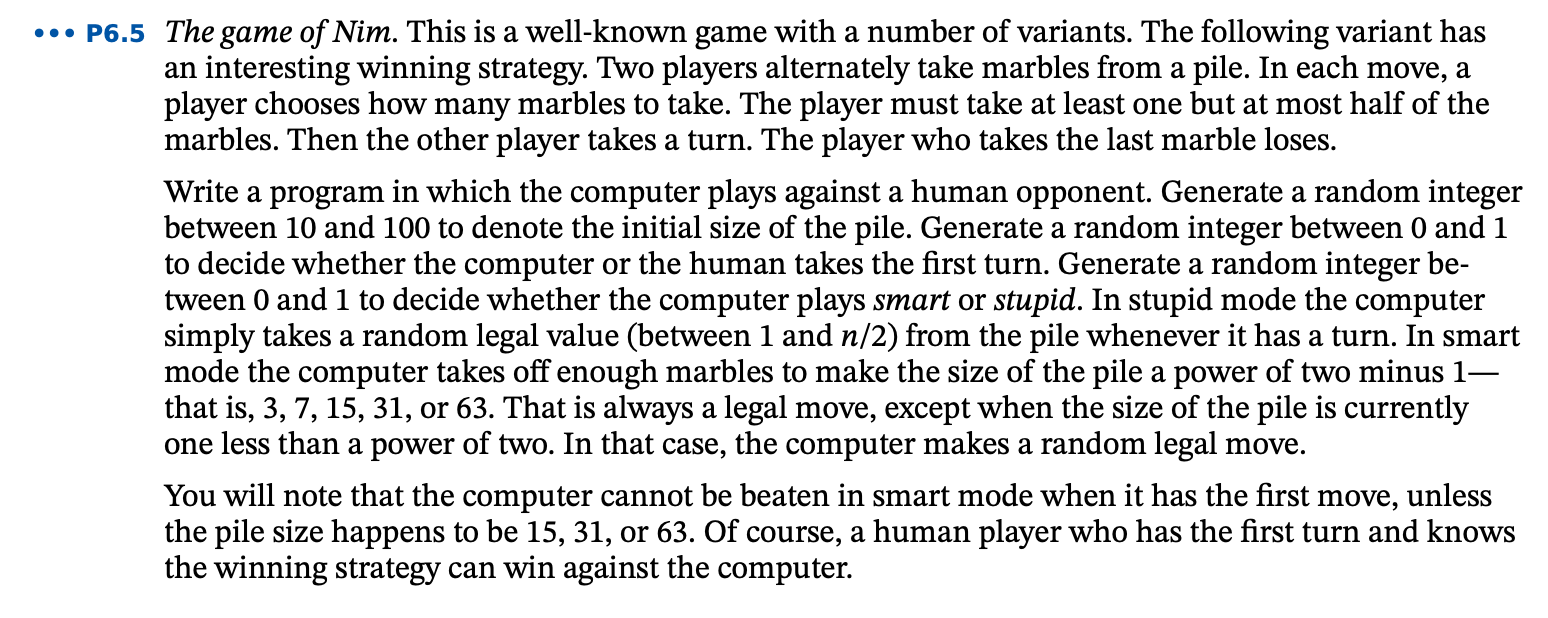 ••• P6.5 The game of Nim. This is a well-known game with a number of variants. The following variant has
an interesting winning strategy. Two players alternately take marbles from a pile. In each move, a
player chooses how many marbles to take. The player must take at least one but at most half of the
marbles. Then the other player takes a turn. The player who takes the last marble loses.
Write a program in which the computer plays against a human opponent. Generate a random integer
between 10 and 100 to denote the initial size of the pile. Generate a random integer between 0 and 1
to decide whether the computer or the human takes the first turn. Generate a random integer be-
tween 0 and 1 to decide whether the computer plays smart or stupid. In stupid mode the computer
simply takes a random legal value (between 1 and n/2) from the pile whenever it has a turn. In smart
mode the computer takes off enough marbles to make the size of the pile a power of two minus 1—
that is, 3, 7, 15, 31, or 63. That is always a legal move, except when the size of the pile is currently
one less than a power of two. In that case, the computer makes a random legal move.
You will note that the computer cannot be beaten in smart mode when it has the first move, unless
the pile size happens to be 15, 31, or 63. Of course, a human player who has the first turn and knows
the winning strategy can win against the computer.